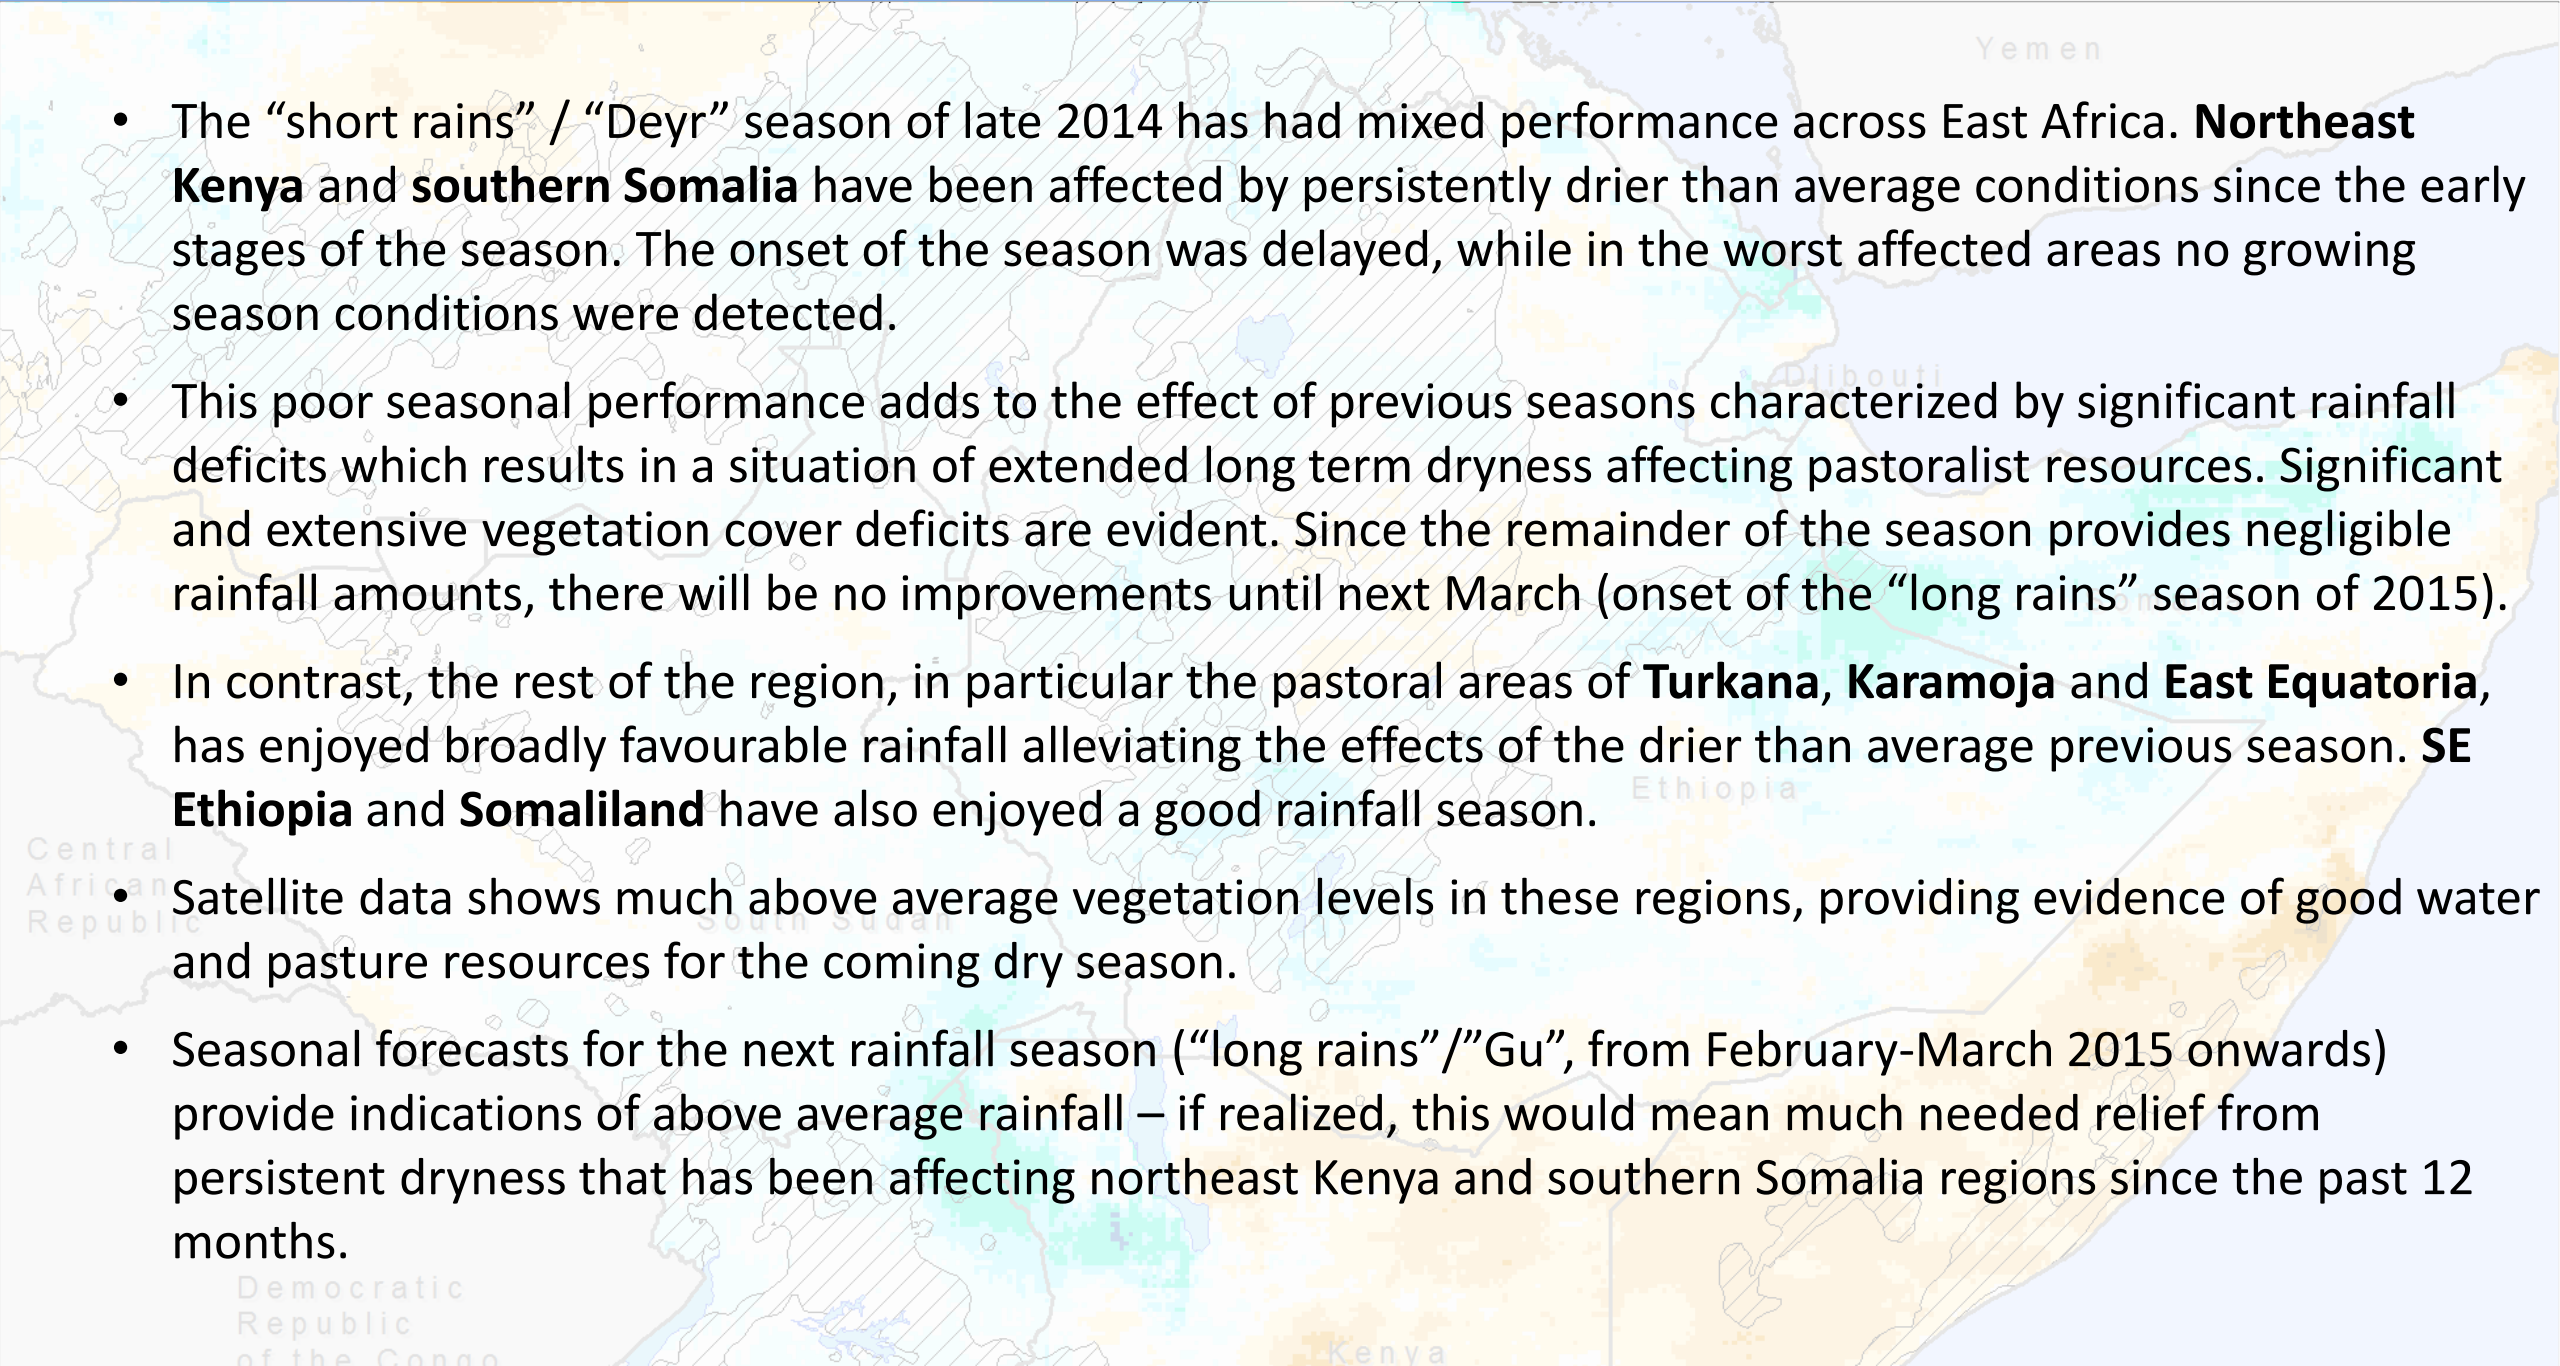 Yemen
• The “short rains” / “Deyr” season of late 2014 has had mixed performance across East Africa. Northeast
Kenya and southern Somalia have been affected by persistently drier than average conditions since the early
stages of the season. The onset of the season was delayed, while in the worst affected areas no growing
season conditions were detected.
Djibouti
• This poor seasonal performance adds to the effect of previous seasons characterized by significant rainfall
deficits which results in a situation of extended long term dryness affecting pastoralist resources. Significant
and extensive vegetation cover deficits are evident. Since the remainder of the season provides negligible
rainfall amounts, there will be no improvements until next March (onset of the “long rains” season of 2015).
• In contrast, the rest of the region, in particular the pastoral areas of Turkana, Karamoja and East Equatoria,
has enjoyed broadly favourable rainfall alleviating the effects of the drier than average previous season. SE
Ethiopia and Somaliland have also enjoyed a good rainfall season.
Ethiopia
Central
African
Republic
• Satellite data shows much above average vegetation levels in these regions, providing evidence of good water
and pasture resources for the coming dry season.
South Sudan
• Seasonal forecasts for the next rainfall season (“long rains”/”Gu”, from February-March 2015 onwards)
provide indications of above average rainfall – if realized, this would mean much needed relief from
persistent dryness that has been affecting northeast Kenya and southern Somalia regions since the past 12
months.
Democratic
Republic
of the Congo
Kenya